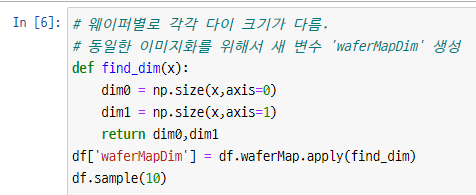 In [6]: # 웨이퍼별로 각각 다이 크기가 다름.
# 동일한 이미지화를 위해서 새 변수 'waferMapDim' 생성
def find_dim(x):
    dim0 = np.size(x,axis=0)
    dim1 = np.size(x,axis=1)
    return dim0,dim1
df['waferMapDim'] = df.waferMap.apply(find_dim)
df.sample(10)